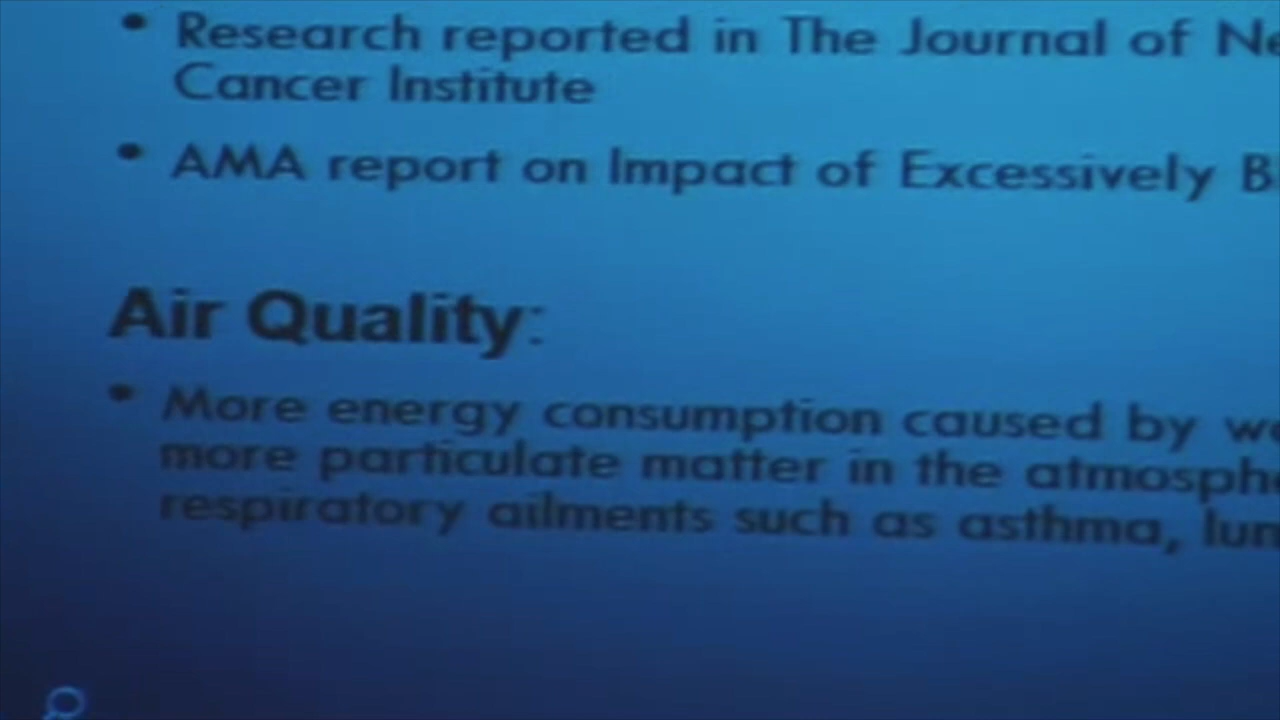 • Research reported in The Journal of
Cancer Institute
• AMA report on Impact of Excessively
Air Quality:
• More energy consumption caused by
more particulate matter in the
respiratory ailments such as asthma,